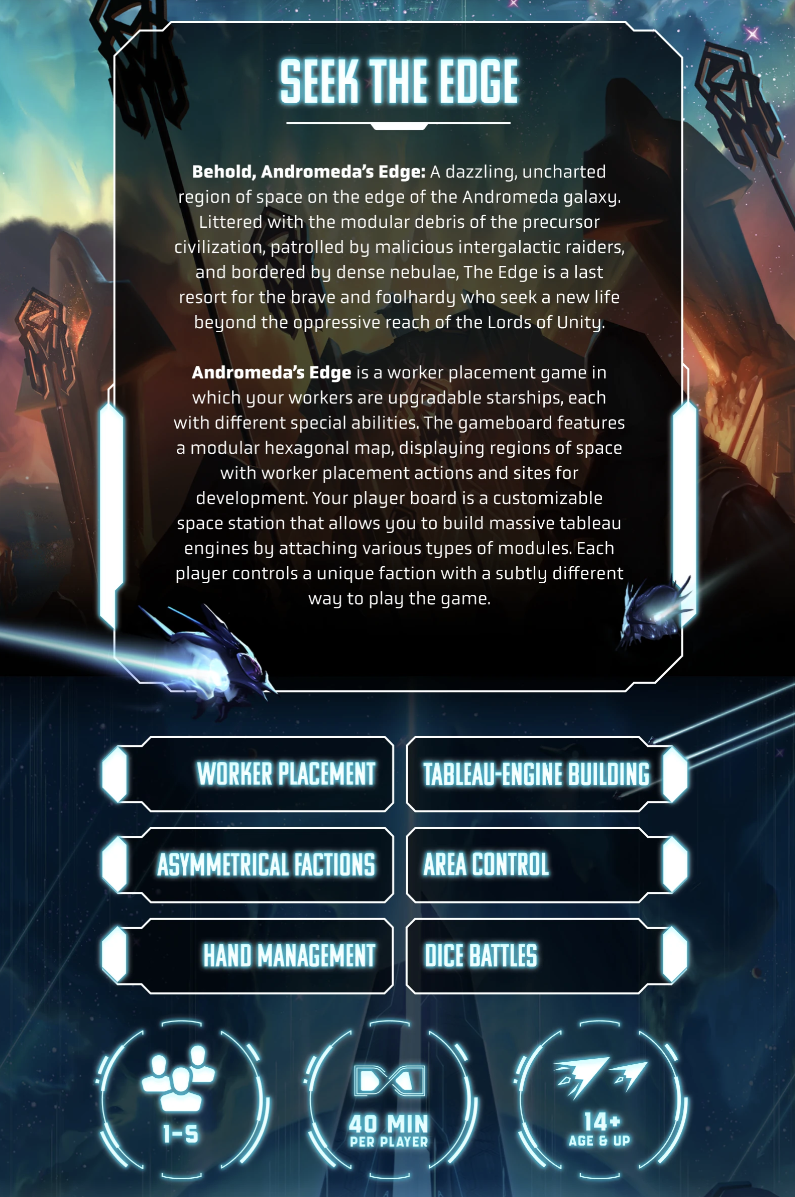 SEEK THE EDGE
Behold, Andromeda's Edge: A dazzling, uncharted
region of space on the edge of the Andromeda galaxy.
Littered with the modular debris of the precursor
civilization, patrolled by malicious intergalactic raiders,
and bordered by dense nebulae, The Edge is a last
resort for the brave and foolhardy who seek a new life
beyond the oppressive reach of the Lords of Unity.
Andromeda's Edge is a worker placement game in
which your workers are upgradable starships, each
with different special abilities. The gameboard features
a modular hexagonal map, displaying regions of space
with worker placement actions and sites for
development. Your player board is a customizable
space station that allows you to build massive tableau
engines by attaching various types of modules. Each
player controls a unique faction with a subtly different
way to play the game.
WORKER PLACEMENT
TABLEAU-ENGINE BUILDING
ASYMMETRICAL FACTIONS
AREA CONTROL
HAND MANAGEMENT
DICE BATTLES
1-5
40 MIN
PER PLAYER
14+
AGE & UP